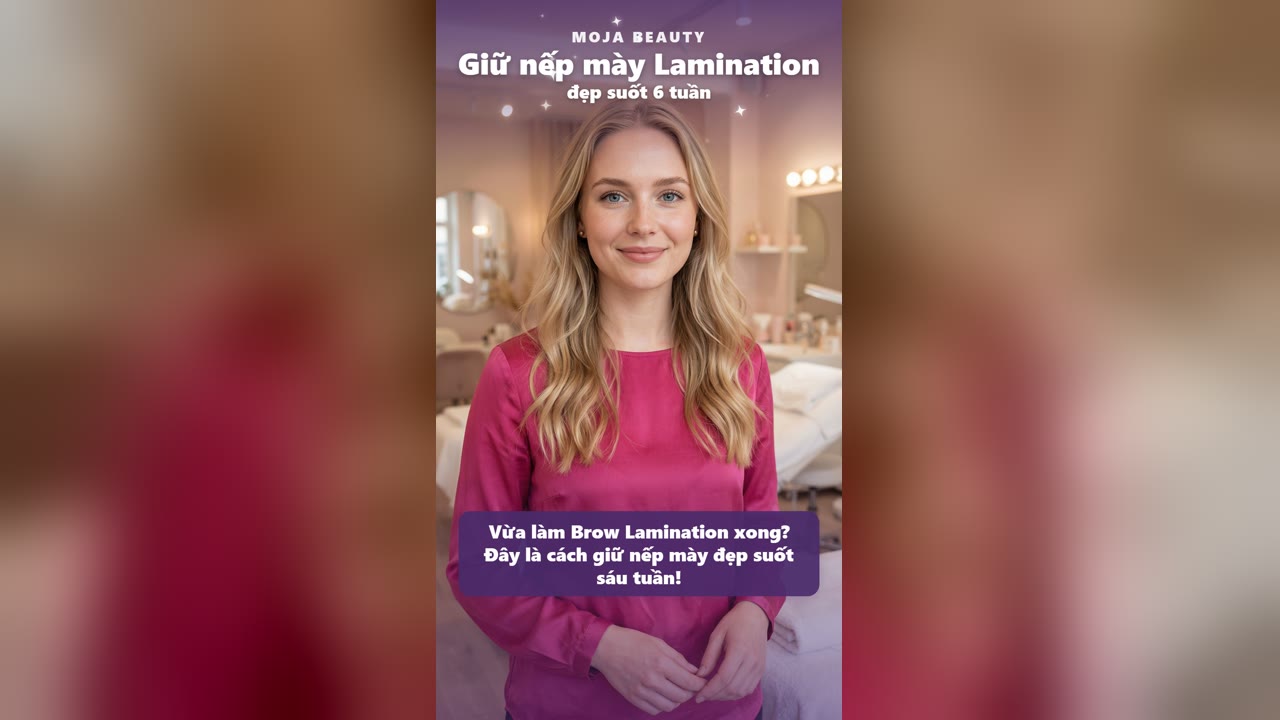 MOJA BEAUTY
Giữ nếp mày Lamination
đẹp suốt 6 tuần
Vừa làm Brow Lamination xong?
Đây là cách giữ nếp mày đẹp suốt
sáu tuần!